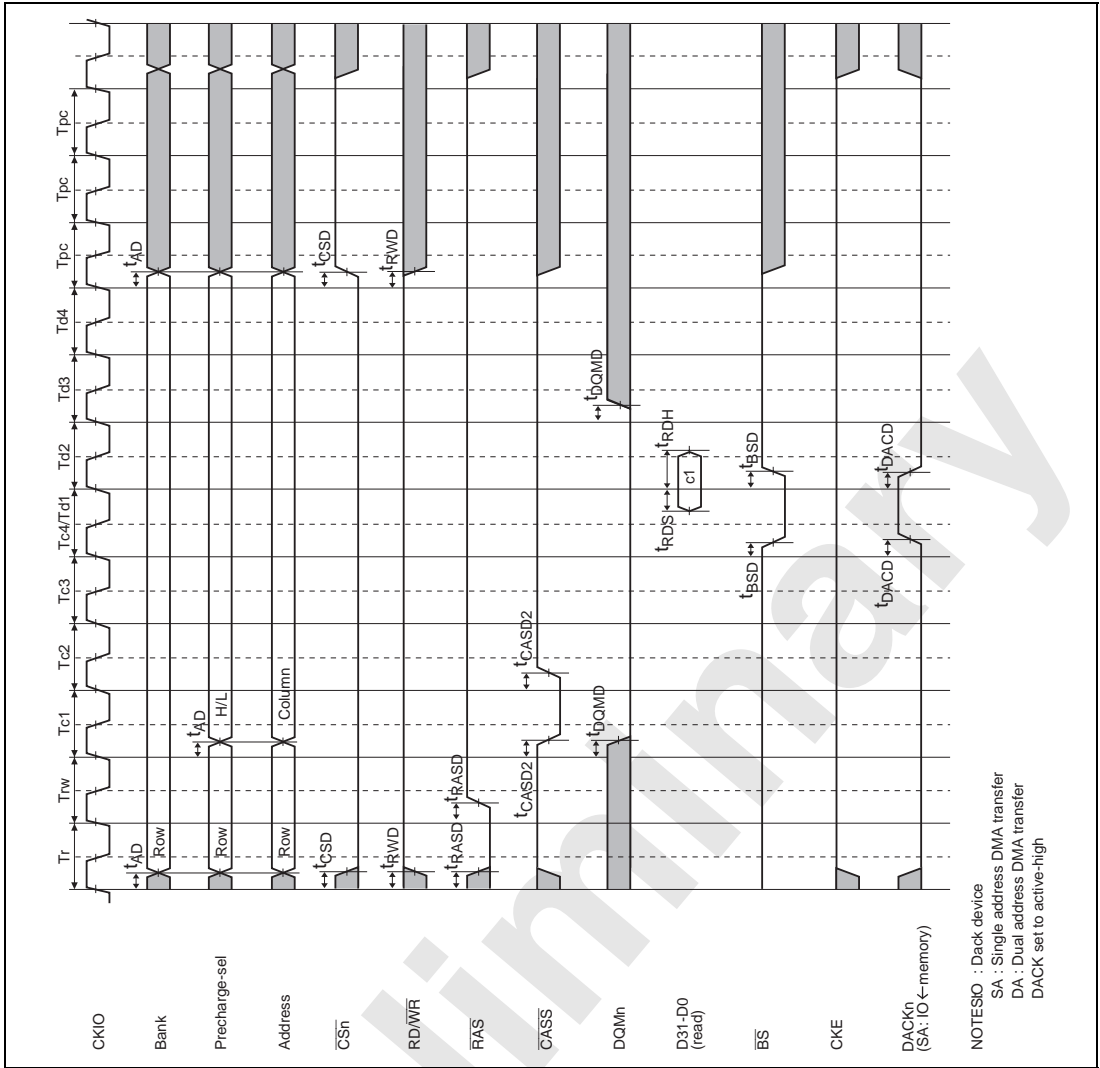 Tr Trw Tc1 Tc2 Tc3 Tc4/Td1 Td2 Td3 Td4 Tpc Tpc Tpc
CKIO
tAD tAD
Bank Row
tAD
Precharge-sel Row H/L
Address Row Column
tCSD tCSD
CSn
tRWD tRWD
RD/WR
tRASD tRASD
RAS
tCASD2 tCASD2
CASS
tDQMD tDQMD
DQMn
D31-D0
(read)
tRDS c1 tRDH
tBSD tBSD
BS
CKE
tDACD tDACD
DACKn
(SA: IO ← memory)
NOTESIO : Dack device
SA : Single address DMA transfer
DA : Dual address DMA transfer
DACK set to active-high
liminary